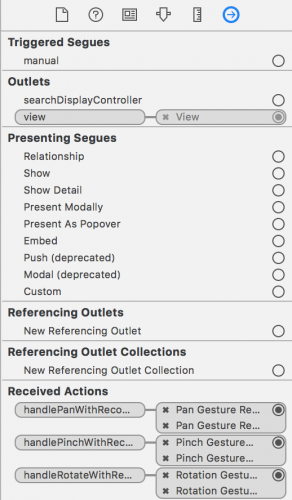 Triggered Segues
manual
Outlets
searchDisplayController
view
View
Presenting Segues
Relationship
Show
Show Detail
Present Modally
Present As Popover
Embed
Push (deprecated)
Modal (deprecated)
Custom
Referencing Outlets
New Referencing Outlet
Referencing Outlet Collections
New Referencing Outlet Collection
Received Actions
handlePanWithReco... Pan Gesture Re...
Pan Gesture Re...
handlePinchWithRec... Pinch Gesture...
Pinch Gesture...
handleRotateWithRe... Rotation Gestu...
Rotation Gestu...